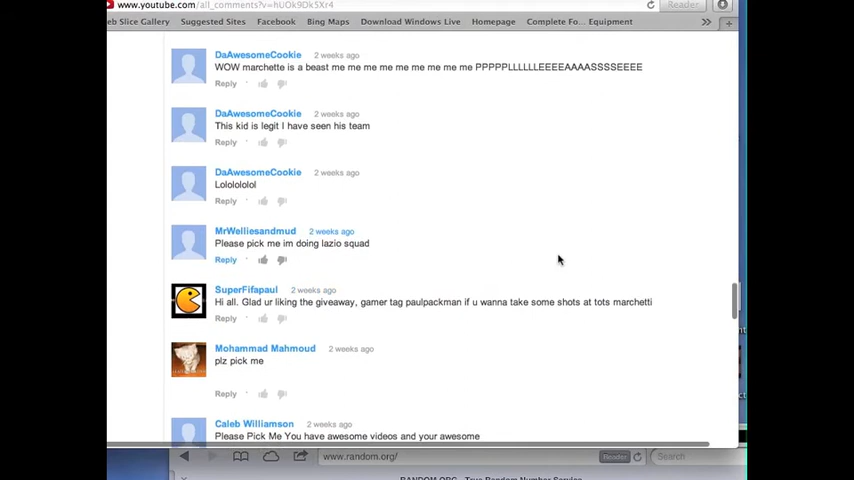 www.youtube.com/all_comments?v=hUOk9Dk5Xr4 Reader
eb Slice Gallery Suggested Sites Facebook Bing Maps Download Windows Live Homepage Complete Fo... Equipment >> +
DaAwesomeCookie 2 weeks ago
WOW marchette is a beast me me me me me me me me me PPPPPLLLLLLEEEEAAAASSSSEEEE
Reply
DaAwesomeCookie 2 weeks ago
This kid is legit I have seen his team
Reply
DaAwesomeCookie 2 weeks ago
Lolololol
Reply
MrWelliesandmud 2 weeks ago
Please pick me im doing lazio squad
Reply
SuperFifapaul 2 weeks ago
Hi all. Glad ur liking the giveaway, gamer tag paulpackman if u wanna take some shots at tots marchetti
Reply
Mohammad Mahmoud 2 weeks ago
plz pick me
Reply
Caleb Williamson 2 weeks ago
Please Pick Me You have awesome videos and your awesome
www.random.org/ Reader Search
RANDOM.ORG - True Random Number Service